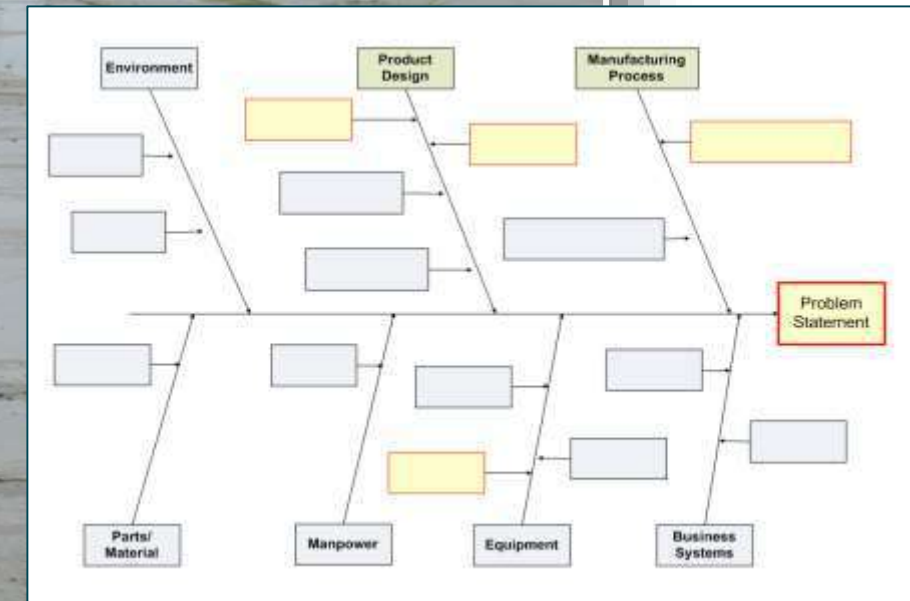 Environment
Product
Design
Manufacturing
Process
Problem
Statement
Parts/
Material
Manpower
Equipment
Business
Systems